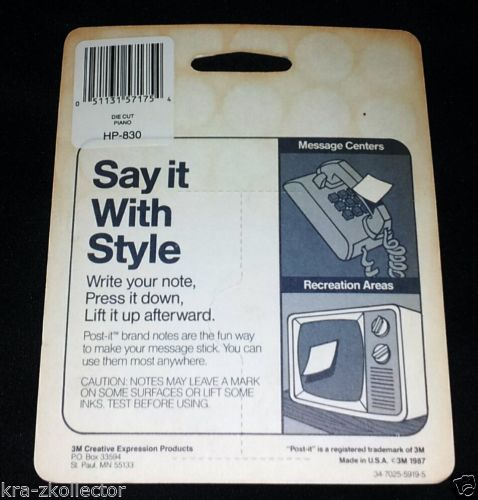 0 51131 57175 4
DIE CUT
PIANO
HP-830
Say it
With
Style
Write your note,
Press it down,
Lift it up afterward.
Post-it™ brand notes are the fun way
to make your message stick. You can
use them most anywhere.
CAUTION: NOTES MAY LEAVE A MARK
ON SOME SURFACES OR LIFT SOME
INKS. TEST BEFORE USING.
Message Centers
Recreation Areas
3M Creative Expression Products
P.O. Box 33594
St. Paul, MN 55133
"Post-it" is a registered trademark of 3M
Made in U.S.A. ©3M 1987
34-7025-5919-5
kra-zkollector